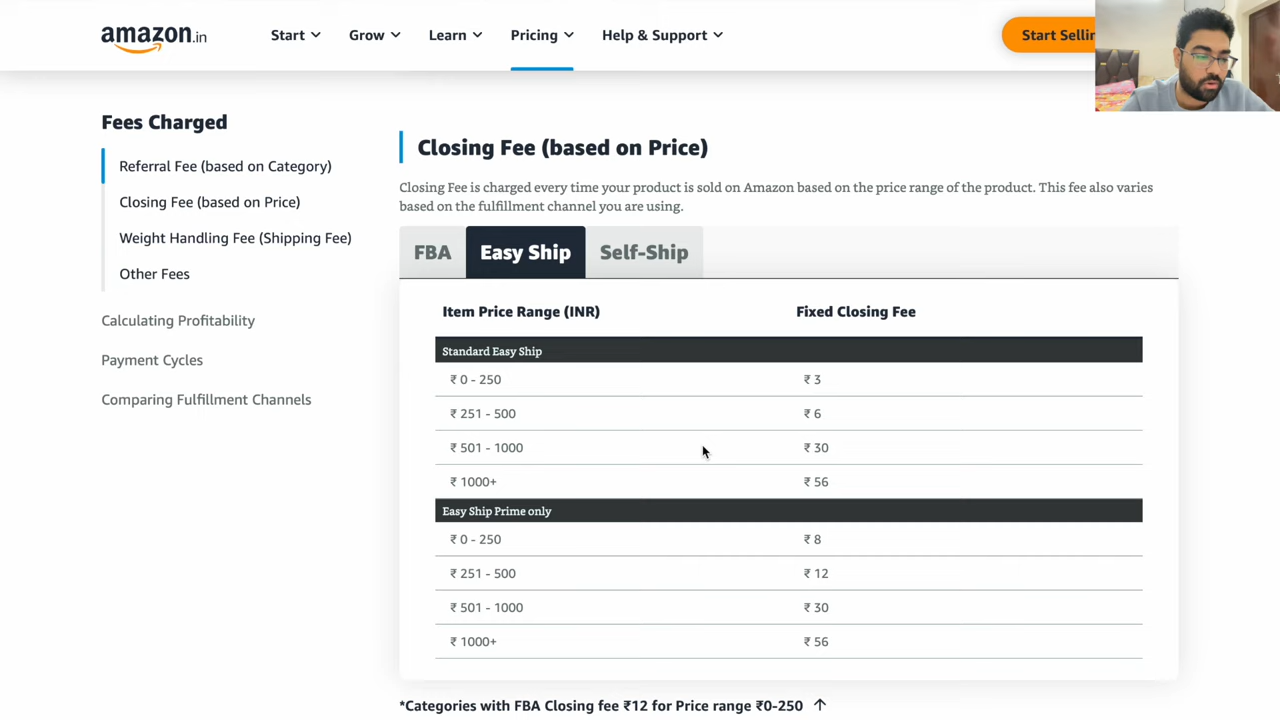 amazon.in
Start
Grow
Learn
Pricing
Help & Support
Start Sellin
Fees Charged
Referral Fee (based on Category)
Closing Fee (based on Price)
Weight Handling Fee (Shipping Fee)
Other Fees
Calculating Profitability
Payment Cycles
Comparing Fulfillment Channels
Closing Fee (based on Price)
Closing Fee is charged every time your product is sold on Amazon based on the price range of the product. This fee also varies
based on the fulfillment channel you are using.
FBA Easy Ship Self-Ship
Item Price Range (INR) Fixed Closing Fee
Standard Easy Ship
₹ 0 - 250 ₹ 3
₹ 251 - 500 ₹ 6
₹ 501 - 1000 ₹ 30
₹ 1000+ ₹ 56
Easy Ship Prime only
₹ 0 - 250 ₹ 8
₹ 251 - 500 ₹ 12
₹ 501 - 1000 ₹ 30
₹ 1000+ ₹ 56
*Categories with FBA Closing fee ₹12 for Price range ₹0-250